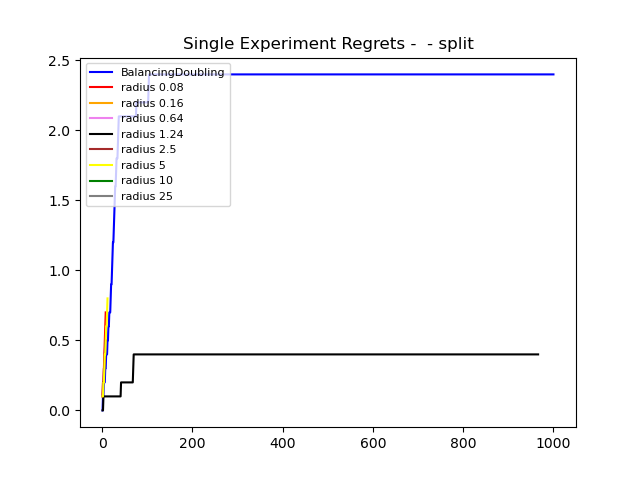 Single Experiment Regrets -  - split
2.5
2.0
1.5
1.0
0.5
0.0
BalancingDoubling
radius 0.08
radius 0.16
radius 0.64
radius 1.24
radius 2.5
radius 5
radius 10
radius 25
0 200 400 600 800 1000